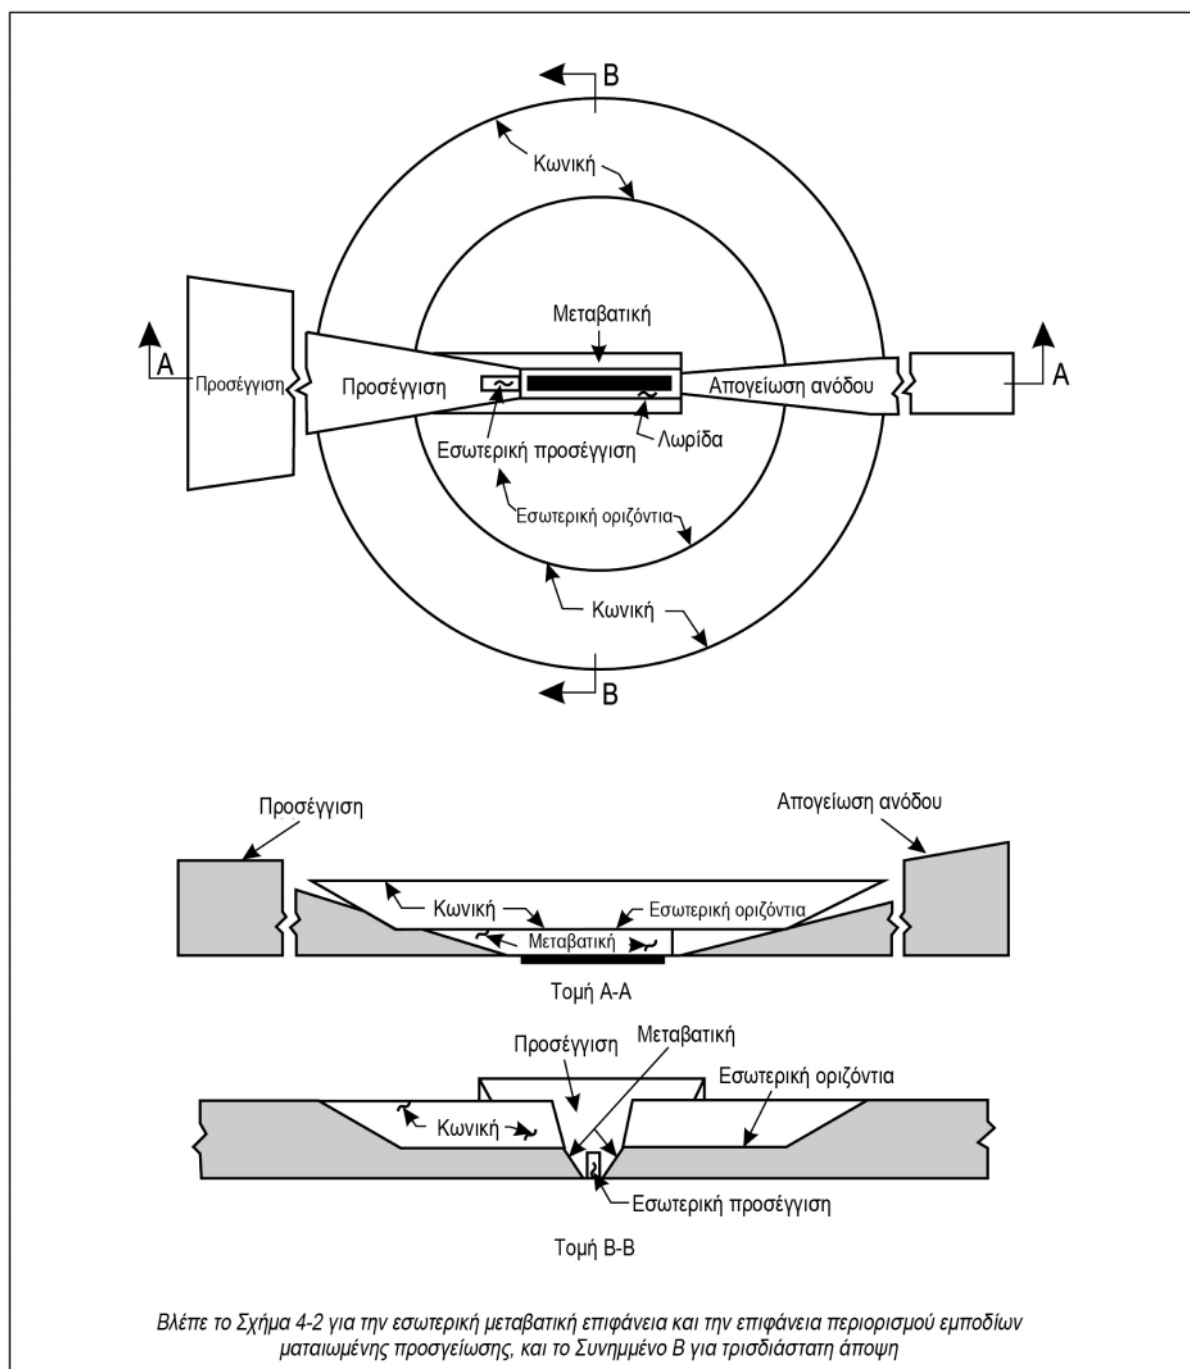 B
Κωνική
Μεταβατική
A
Προσέγγιση
Προσέγγιση
Απογείωση ανόδου
A
Εσωτερική προσέγγιση
Λωρίδα
Εσωτερική οριζόντια
Κωνική
B
Προσέγγιση
Απογείωση ανόδου
Κωνική
Εσωτερική οριζόντια
Μεταβατική
Τομή A-A
Προσέγγιση
Μεταβατική
Εσωτερική οριζόντια
Κωνική
Εσωτερική προσέγγιση
Τομή B-B
Βλέπε το Σχήμα 4-2 για την εσωτερική μεταβατική επιφάνεια και την επιφάνεια περιορισμού εμποδίων
ματαιωμένης προσγείωσης, και το Συνημμένο Β για τρισδιάστατη άποψη